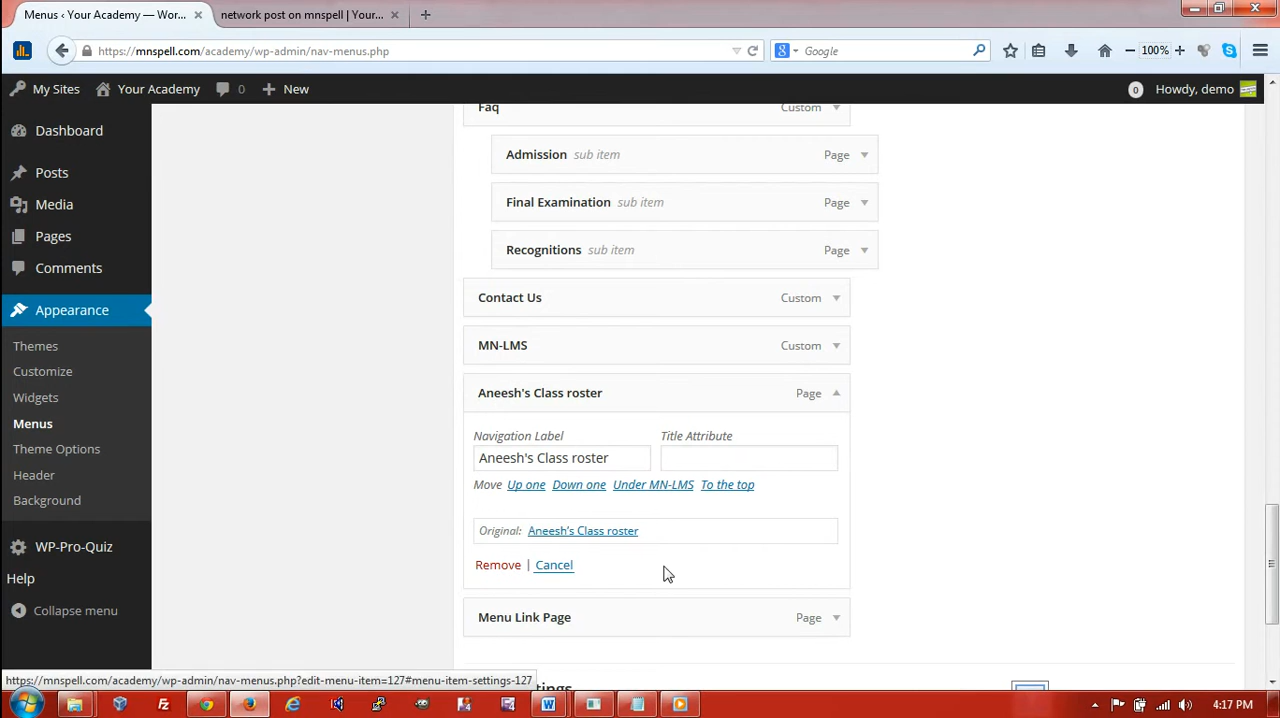 Menus ‹ Your Academy — Wor...
network post on mnspell | Your...
https://mnspell.com/academy/wp-admin/nav-menus.php
Google
100%
My Sites
Your Academy
0
New
0
Howdy, demo
Dashboard
Posts
Media
Pages
Comments
Appearance
Themes
Customize
Widgets
Menus
Theme Options
Header
Background
WP-Pro-Quiz
Help
Collapse menu
Faq Custom
Admission sub item Page
Final Examination sub item Page
Recognitions sub item Page
Contact Us Custom
MN-LMS Custom
Aneesh's Class roster Page
Navigation Label Title Attribute
Aneesh's Class roster
Move Up one Down one Under MN-LMS To the top
Original: Aneesh's Class roster
Remove | Cancel
Menu Link Page Page
https://mnspell.com/academy/wp-admin/nav-menus.php?edit-menu-item=127#menu-item-settings-127
4:17 PM